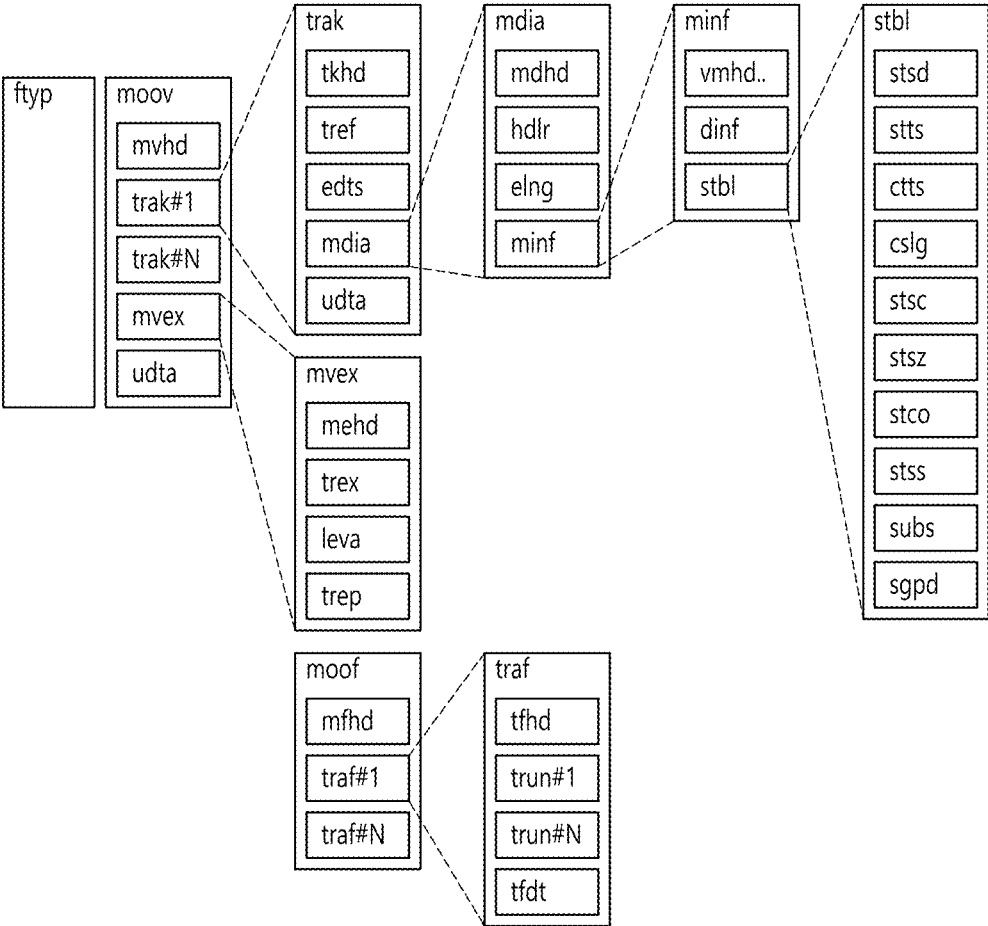 ftyp
moov
mvhd
trak#1
trak#N
mvex
udta
trak
tkhd
tref
edts
mdia
udta
mdia
mdhd
hdlr
elng
minf
minf
vmhd..
dinf
stbl
stbl
stsd
stts
ctts
cslg
stsc
stsz
stco
stss
subs
sgpd
mvex
mehd
trex
leva
trep
moof
mfhd
traf#1
traf#N
traf
tfhd
trun#1
trun#N
tfdt